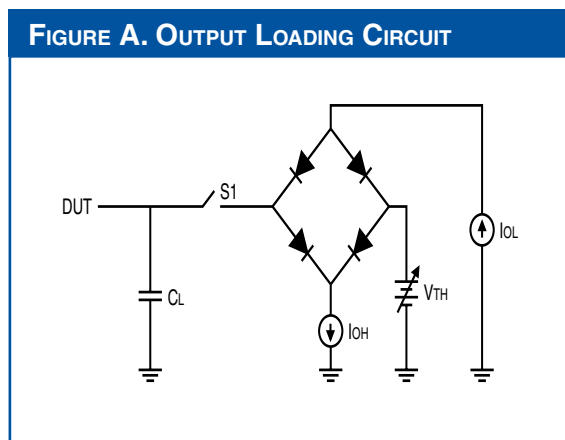 FIGURE A. OUTPUT LOADING CIRCUIT
DUT
S1
IOL
CL
VTH
IOH